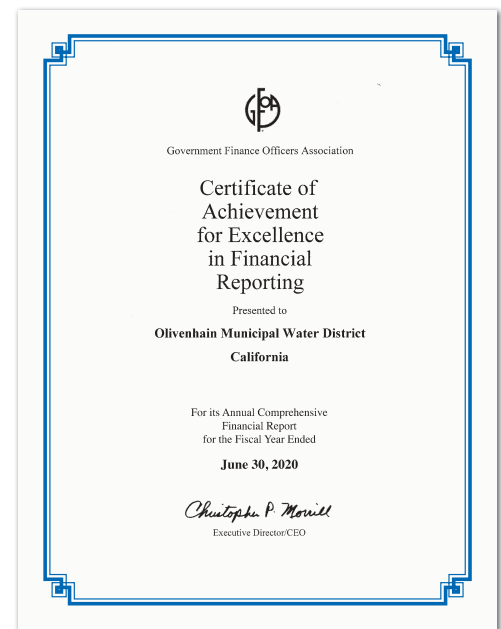 GFOA
Government Finance Officers Association
Certificate of
Achievement
for Excellence
in Financial
Reporting
Presented to
Olivenhain Municipal Water District
California
For its Annual Comprehensive
Financial Report
for the Fiscal Year Ended
June 30, 2020
Christopher P. Morrill
Executive Director/CEO